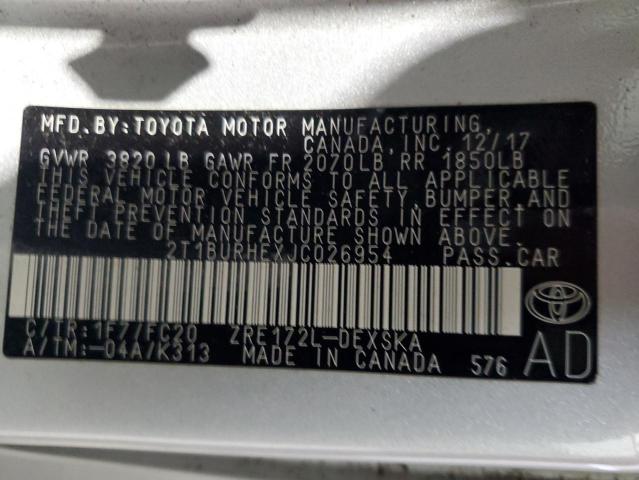 MFD. BY: TOYOTA MOTOR MANUFACTURING,
CANADA, INC. 12/17
GVWR 3820 LB GAWR FR 2070LB RR 1850LB
THIS VEHICLE CONFORMS TO ALL APPLICABLE
FEDERAL MOTOR VEHICLE SAFETY, BUMPER, AND
THEFT PREVENTION STANDARDS IN EFFECT ON
THE DATE OF MANUFACTURE SHOWN ABOVE.
2T1BURHEXJC026954 PASS.CAR
C/TR: 1F7/FC20 ZRE172L-DEXSKA
A/TM: -04A/K313 MADE IN CANADA 576 AD